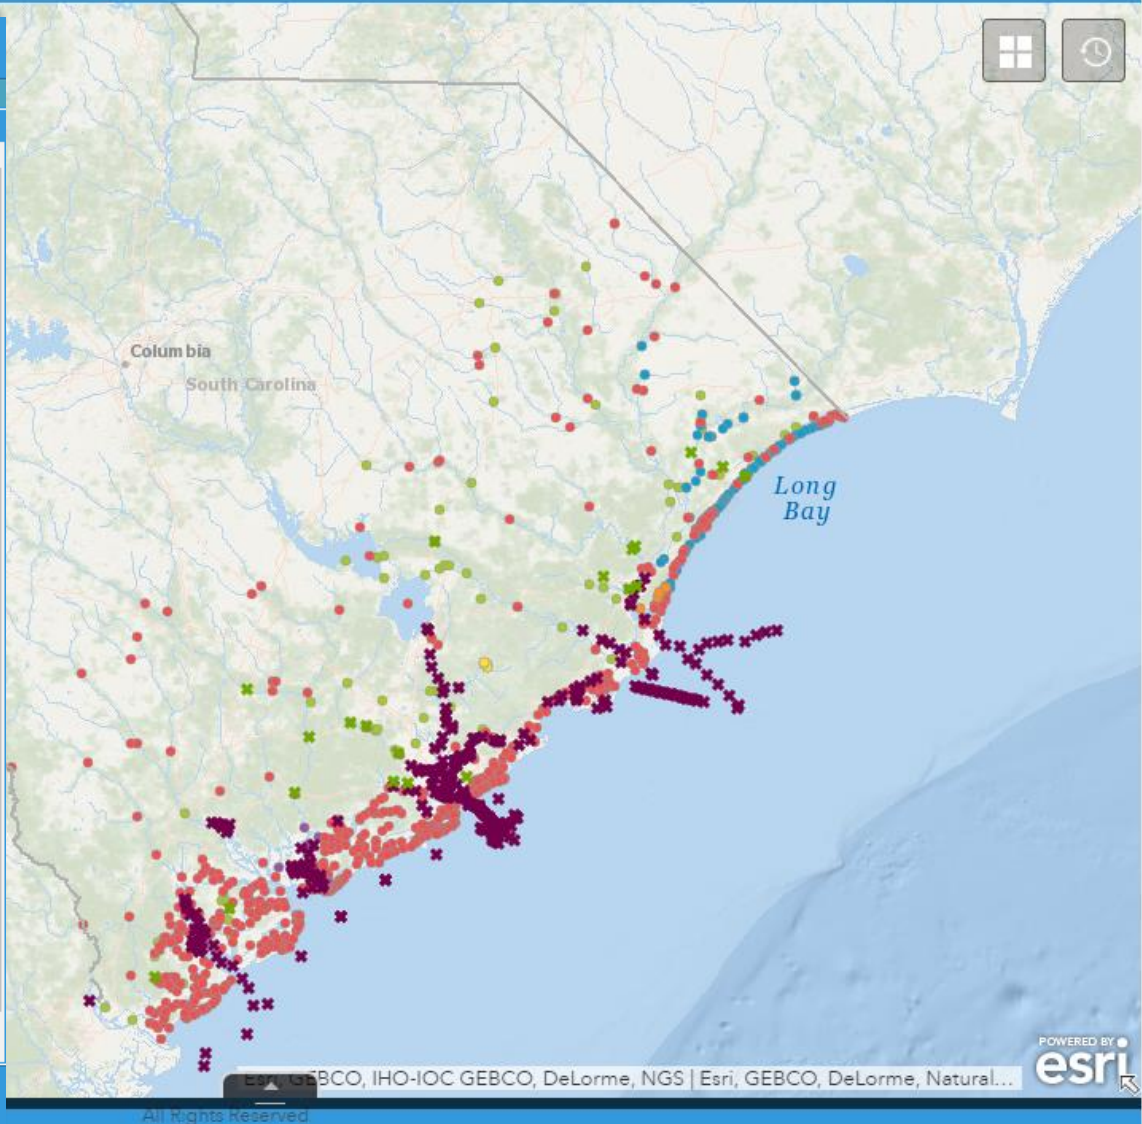 Columbia
South Carolina
Long
Bay
POWERED BY
esri
Esri, GEBCO, IHO-IOC GEBCO, DeLorme, NGS | Esri, GEBCO, DeLorme, Natural...
All Rights Reserved